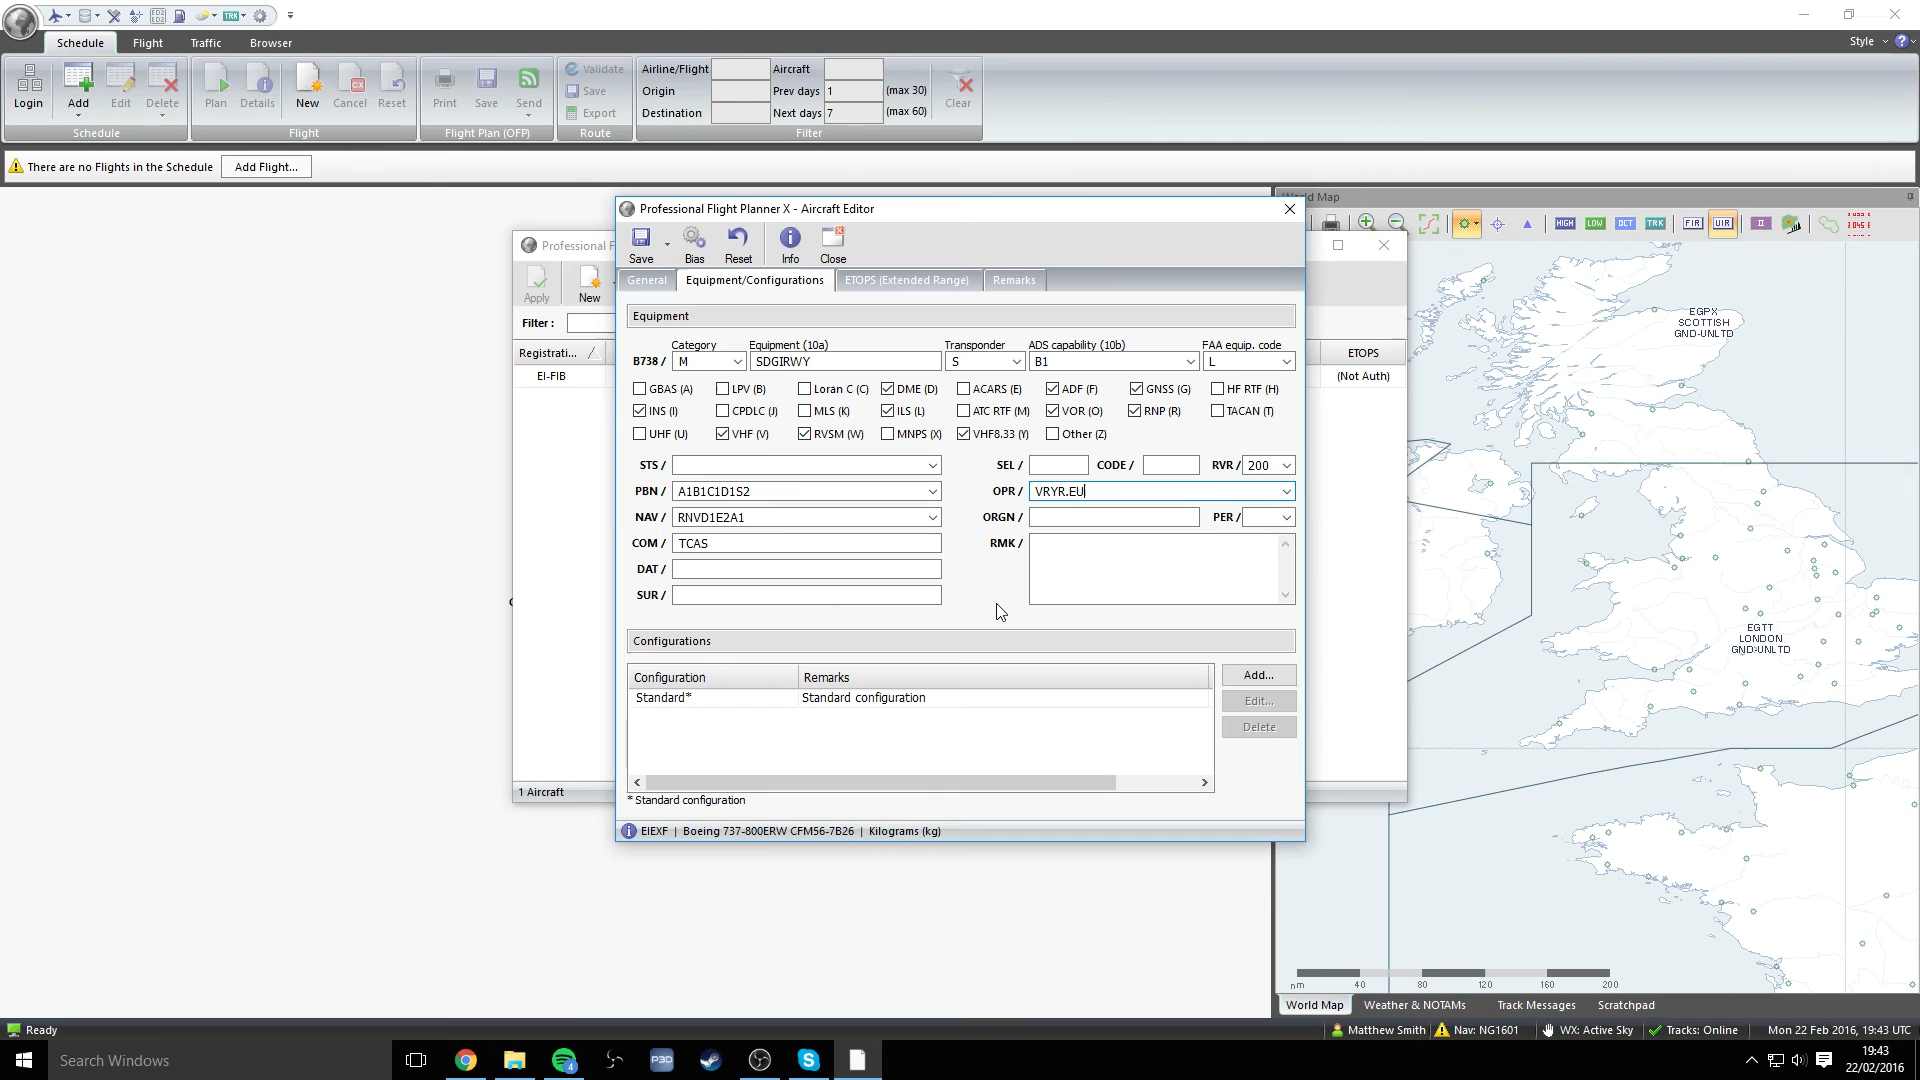 ED2
ED2
TRK
Schedule Flight Traffic Browser Style
Login Add Edit Delete Plan Details New Cancel Reset Print Save Send Validate Save Export
Schedule Flight Flight Plan (OFP) Route Filter
Airline/Flight Aircraft
Origin Prev days 1 (max 30)
Destination Next days 7 (max 60)
Clear
There are no Flights in the Schedule Add Flight...
World Map
HIGH LOW DCT TRK FIR UIR
Professional F
Apply New
Filter :
Registrati... ETOPS
EI-FIB (Not Auth)
1 Aircraft
Professional Flight Planner X - Aircraft Editor
Save Bias Reset Info Close
General Equipment/Configurations ETOPS (Extended Range) Remarks
Equipment
Category Equipment (10a) Transponder ADS capability (10b) FAA equip. code
B738 / M SDGIRWY S B1 L
GBAS (A) LPV (B) Loran C (C) DME (D) ACARS (E) ADF (F) GNSS (G) HF RTF (H)
INS (I) CPDLC (J) MLS (K) ILS (L) ATC RTF (M) VOR (O) RNP (R) TACAN (T)
UHF (U) VHF (V) RVSM (W) MNPS (X) VHF8.33 (Y) Other (Z)
STS / SEL / CODE / RVR / 200
PBN / A1B1C1D1S2 OPR / VRYR.EU
NAV / RNVD1E2A1 ORGN / PER /
COM / TCAS RMK /
DAT /
SUR /
Configurations
Configuration Remarks
Standard* Standard configuration
Add...
Edit...
Delete
* Standard configuration
EIEXF | Boeing 737-800ERW CFM56-7B26 | Kilograms (kg)
EGPX
SCOTTISH
GND-UNLTD
EGTT
LONDON
GND-UNLTD
nm 40 80 120 160 200
World Map Weather & NOTAMs Track Messages Scratchpad
Ready Matthew Smith Nav: NG1601 WX: Active Sky Tracks: Online Mon 22 Feb 2016, 19:43 UTC
Search Windows
4
P3D
19:43
22/02/2016